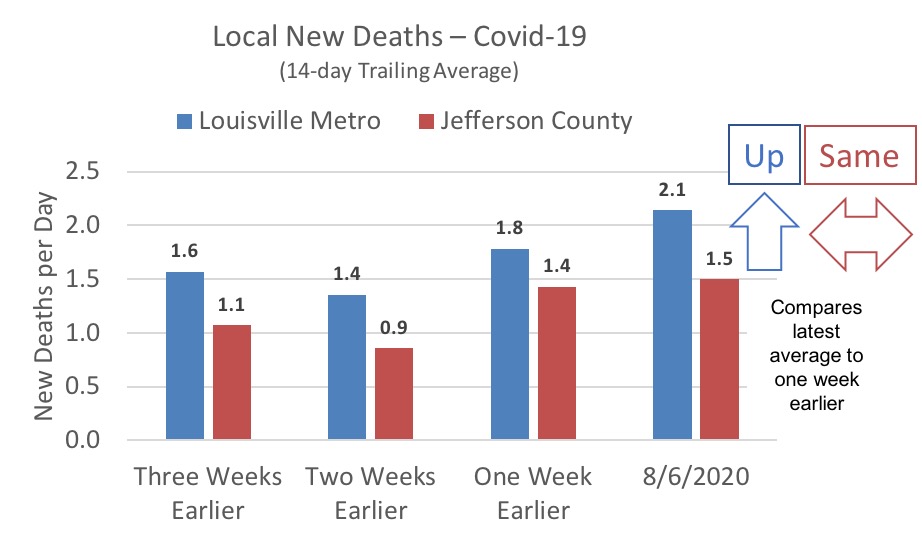 Local New Deaths – Covid-19
(14-day Trailing Average)
Louisville Metro
Jefferson County
Up
Same
New Deaths per Day
2.5
2.0
1.5
1.0
0.5
0.0
1.6
1.1
1.4
0.9
1.8
1.4
2.1
1.5
Compares
latest
average to
one week
earlier
Three Weeks
Earlier
Two Weeks
Earlier
One Week
Earlier
8/6/2020